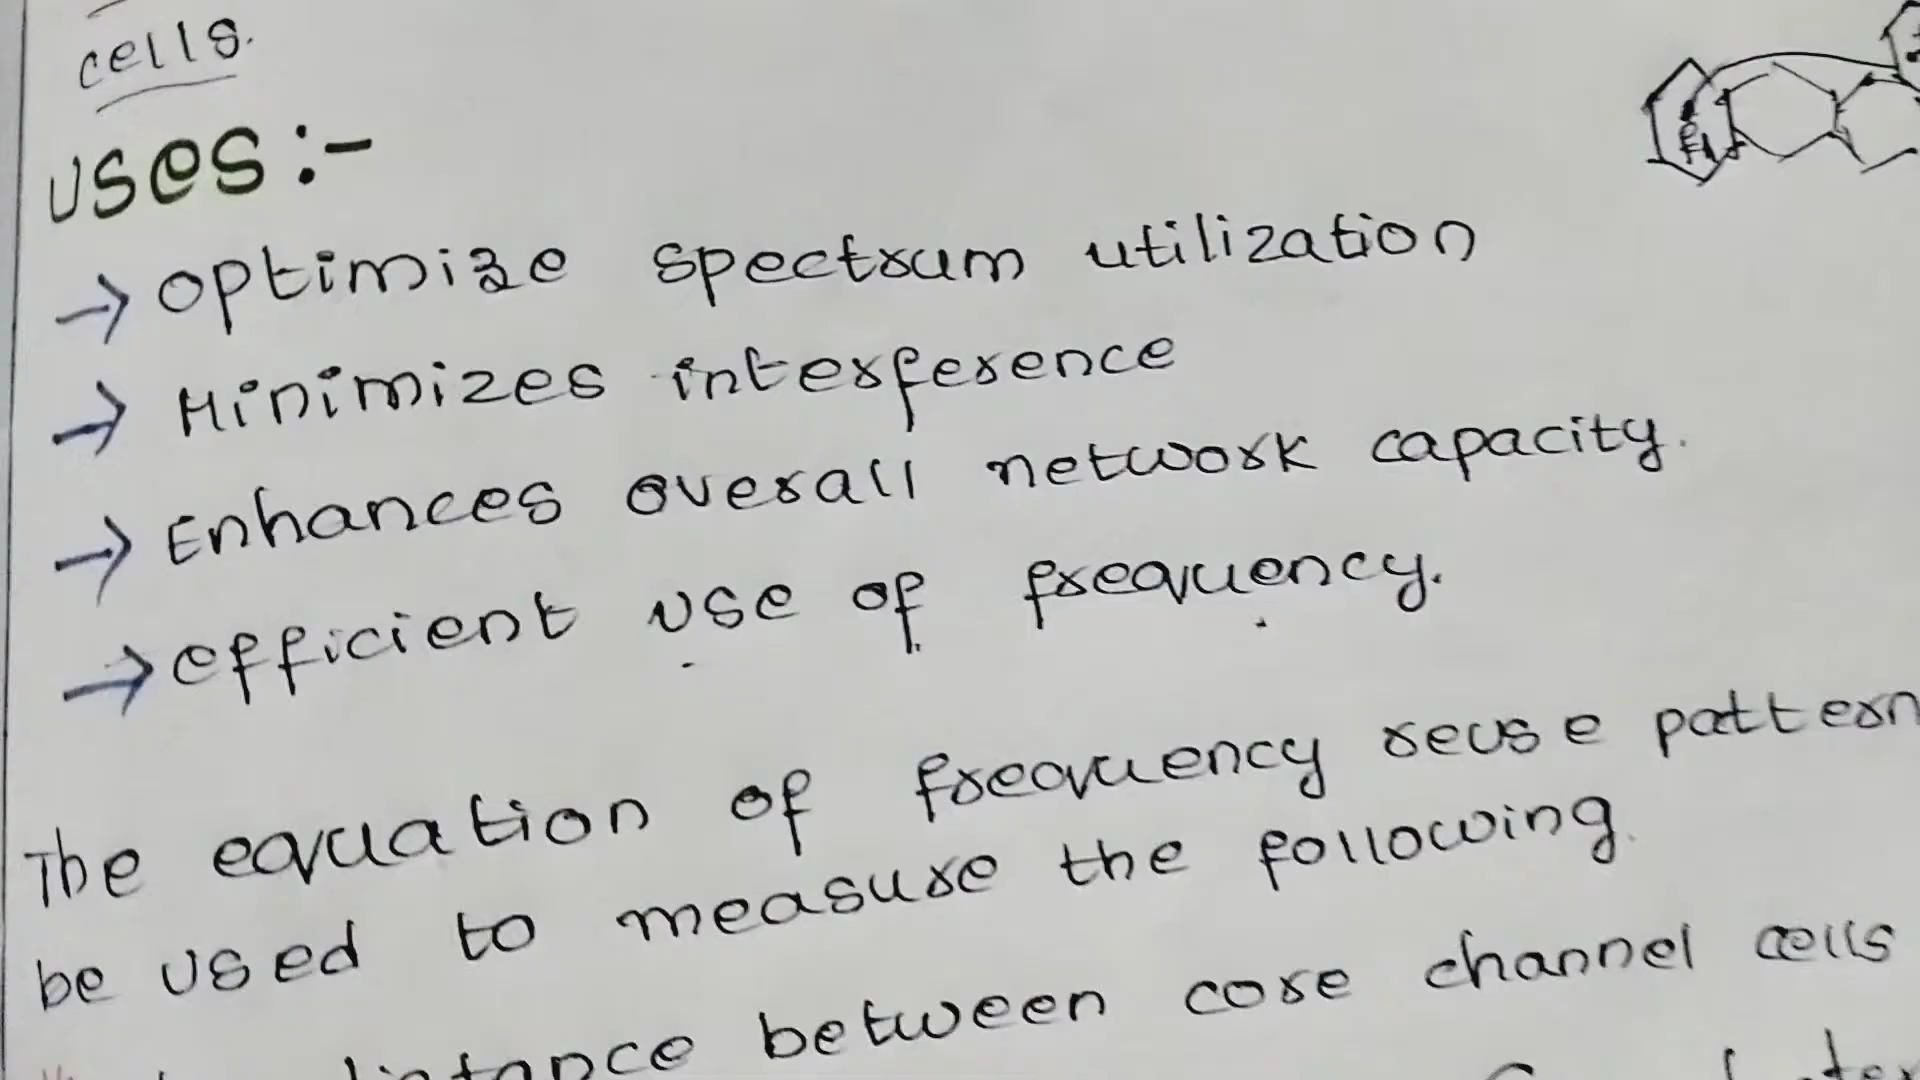 cells.
uses:-
→ optimize spectrum utilization
→ Minimizes interference
→ Enhances overall network capacity.
→ efficient use of frequency.
The equation of frequency reuse pattern
be used to measure the following.
distance between core channel cells